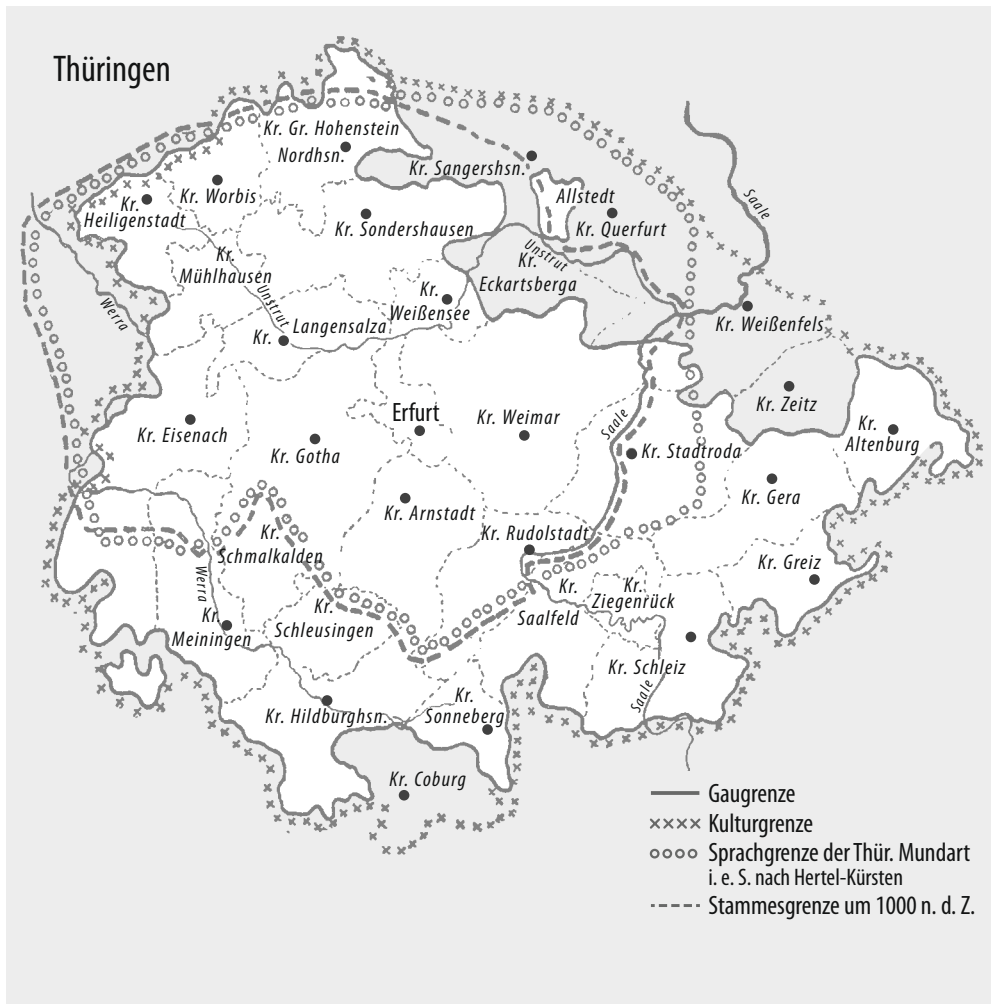 Thüringen
Kr. Gr. Hohenstein
Nordhsn.
Kr. Sangershsn.
Kr. Worbis
Kr.
Heiligenstadt
Allstedt
Kr. Querfurt
Saale
Kr. Sondershausen
Kr.
Mühlhausen
Unstrut
Kr.
Eckartsberga
Werra
Unstrut
Kr.
Weißensee
Langensalza
Kr.
Kr. Weißenfels
Kr. Zeitz
Kr. Eisenach
Erfurt
Kr. Weimar
Saale
Kr.
Altenburg
Kr. Gotha
Kr. Stadtroda
Kr. Gera
Kr. Arnstadt
Kr. Rudolstadt
Kr.
Schmalkalden
Kr. Greiz
Werra
Kr.
Ziegenrück
Kr.
Saalfeld
Kr.
Meiningen
Kr.
Schleusingen
Kr. Schleiz
Saale
Kr. Hildburghsn.
Kr.
Sonneberg
Kr. Coburg
Gaugrenze
Kulturgrenze
Sprachgrenze der Thür. Mundart
i. e. S. nach Hertel-Kürsten
Stammesgrenze um 1000 n. d. Z.